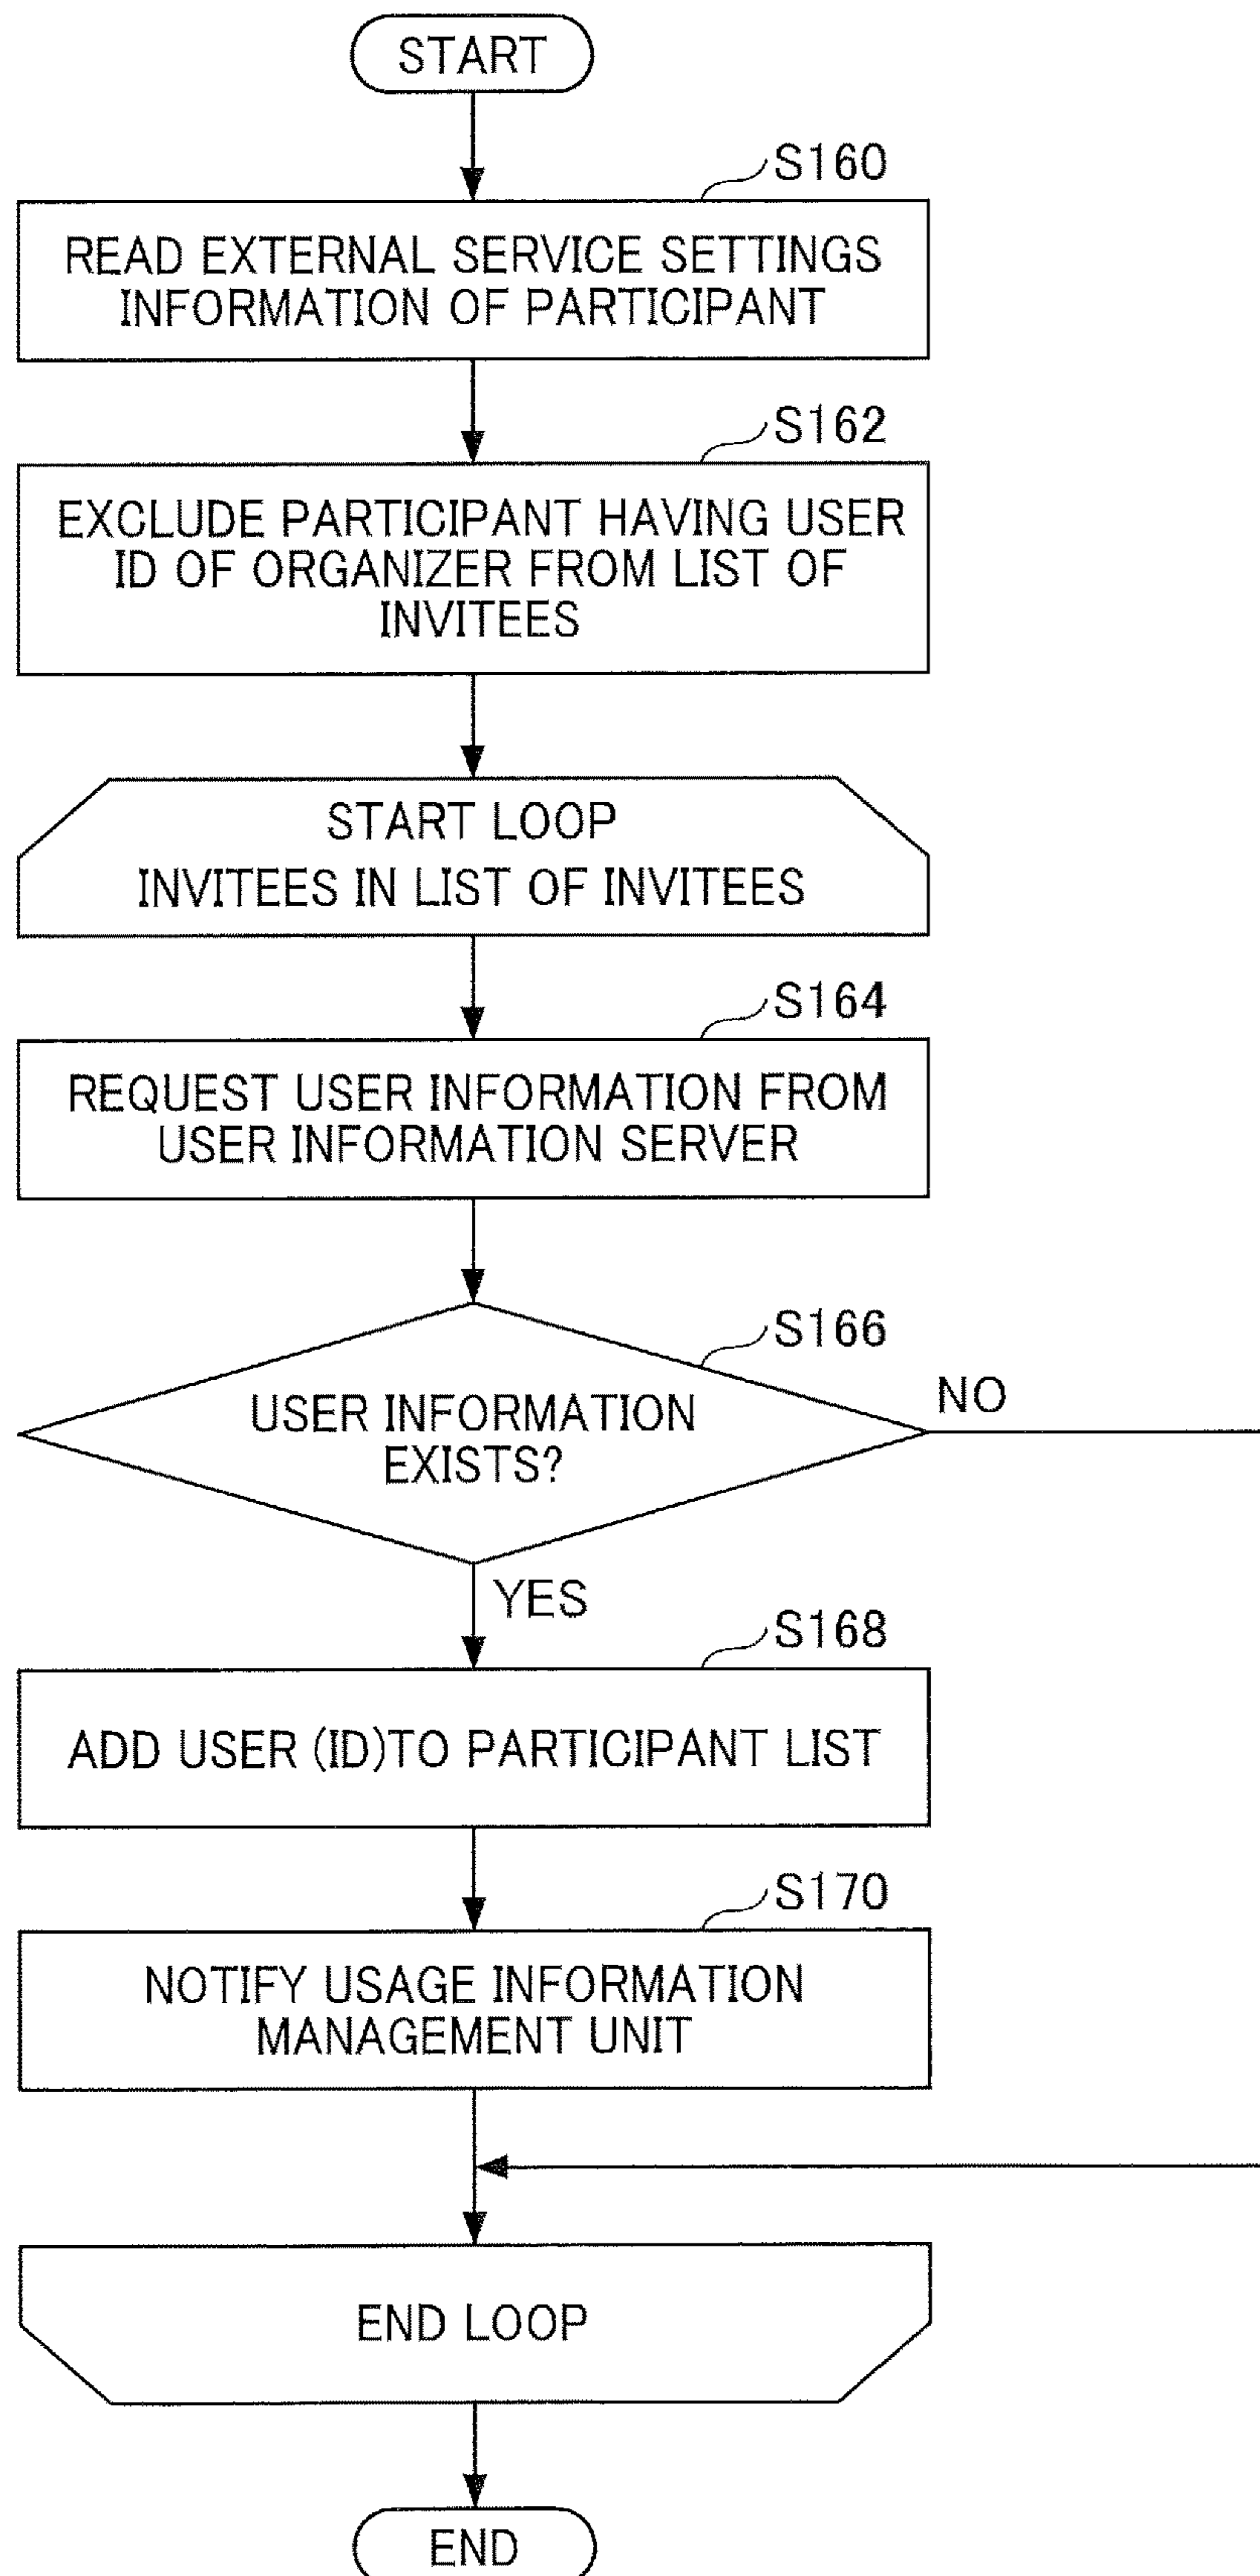 START
S160
READ EXTERNAL SERVICE SETTINGS
INFORMATION OF PARTICIPANT
S162
EXCLUDE PARTICIPANT HAVING USER
ID OF ORGANIZER FROM LIST OF
INVITEES
START LOOP
INVITEES IN LIST OF INVITEES
S164
REQUEST USER INFORMATION FROM
USER INFORMATION SERVER
S166
USER INFORMATION
EXISTS?
NO
YES
S168
ADD USER (ID)TO PARTICIPANT LIST
S170
NOTIFY USAGE INFORMATION
MANAGEMENT UNIT
END LOOP
END